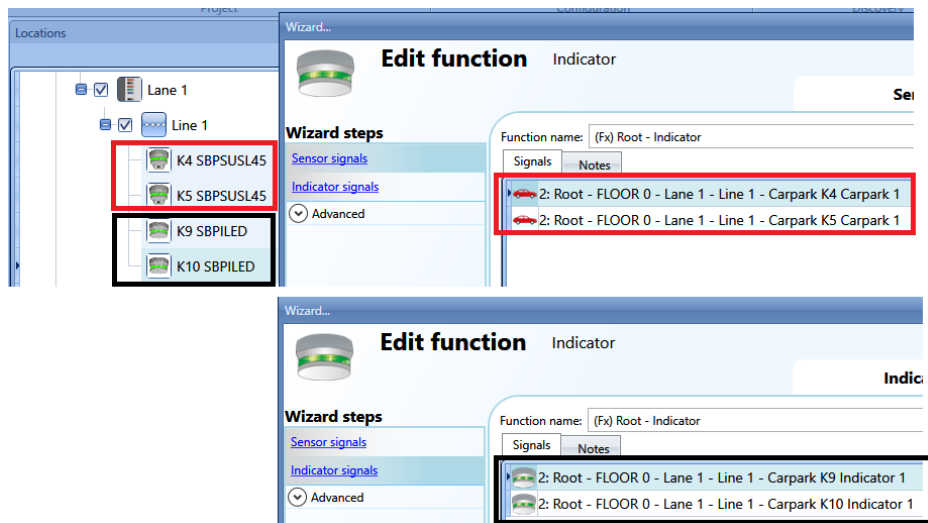 Project
Configuration
Discovery
Locations
Lane 1
Line 1
K4 SBPSUSL45
K5 SBPSUSL45
K9 SBPILED
K10 SBPILED
Wizard...
Edit function Indicator
Wizard steps
Sensor signals
Indicator signals
Advanced
Function name: (Fx) Root - Indicator
Signals Notes
2: Root - FLOOR 0 - Lane 1 - Line 1 - Carpark K4 Carpark 1
2: Root - FLOOR 0 - Lane 1 - Line 1 - Carpark K5 Carpark 1
Wizard...
Edit function Indicator
Wizard steps
Sensor signals
Indicator signals
Advanced
Function name: (Fx) Root - Indicator
Signals Notes
2: Root - FLOOR 0 - Lane 1 - Line 1 - Carpark K9 Indicator 1
2: Root - FLOOR 0 - Lane 1 - Line 1 - Carpark K10 Indicator 1